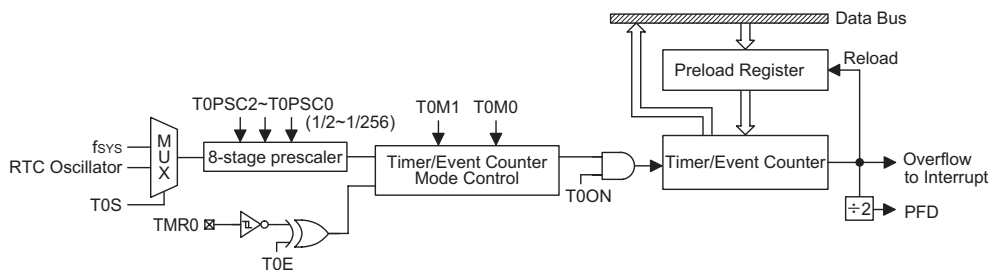 Data Bus
Preload Register
Reload
T0PSC2~T0PSC0
(1/2~1/256)
T0M1
T0M0
fSYS
RTC Oscillator
MUX
8-stage prescaler
Timer/Event Counter
Mode Control
T0ON
Timer/Event Counter
Overflow
to Interrupt
T0S
TMR0
T0E
÷2
PFD